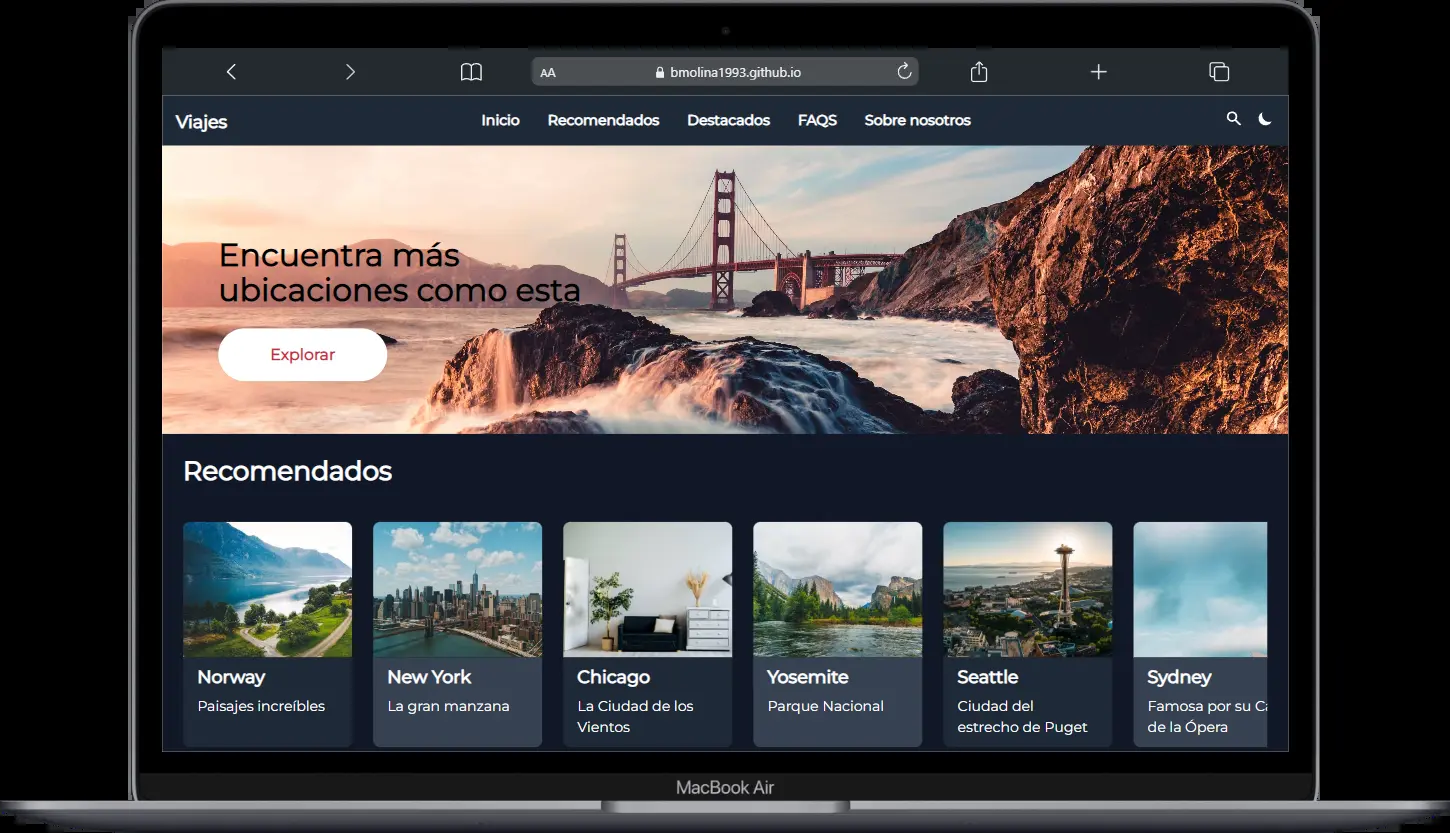 AA bmolina1993.github.io
Viajes Inicio Recomendados Destacados FAQS Sobre nosotros
Encuentra más
ubicaciones como esta
Explorar
Recomendados
Norway
Paisajes increíbles
New York
La gran manzana
Chicago
La Ciudad de los
Vientos
Yosemite
Parque Nacional
Seattle
Ciudad del
estrecho de Puget
Sydney
Famosa por su
de la Ópera
MacBook Air